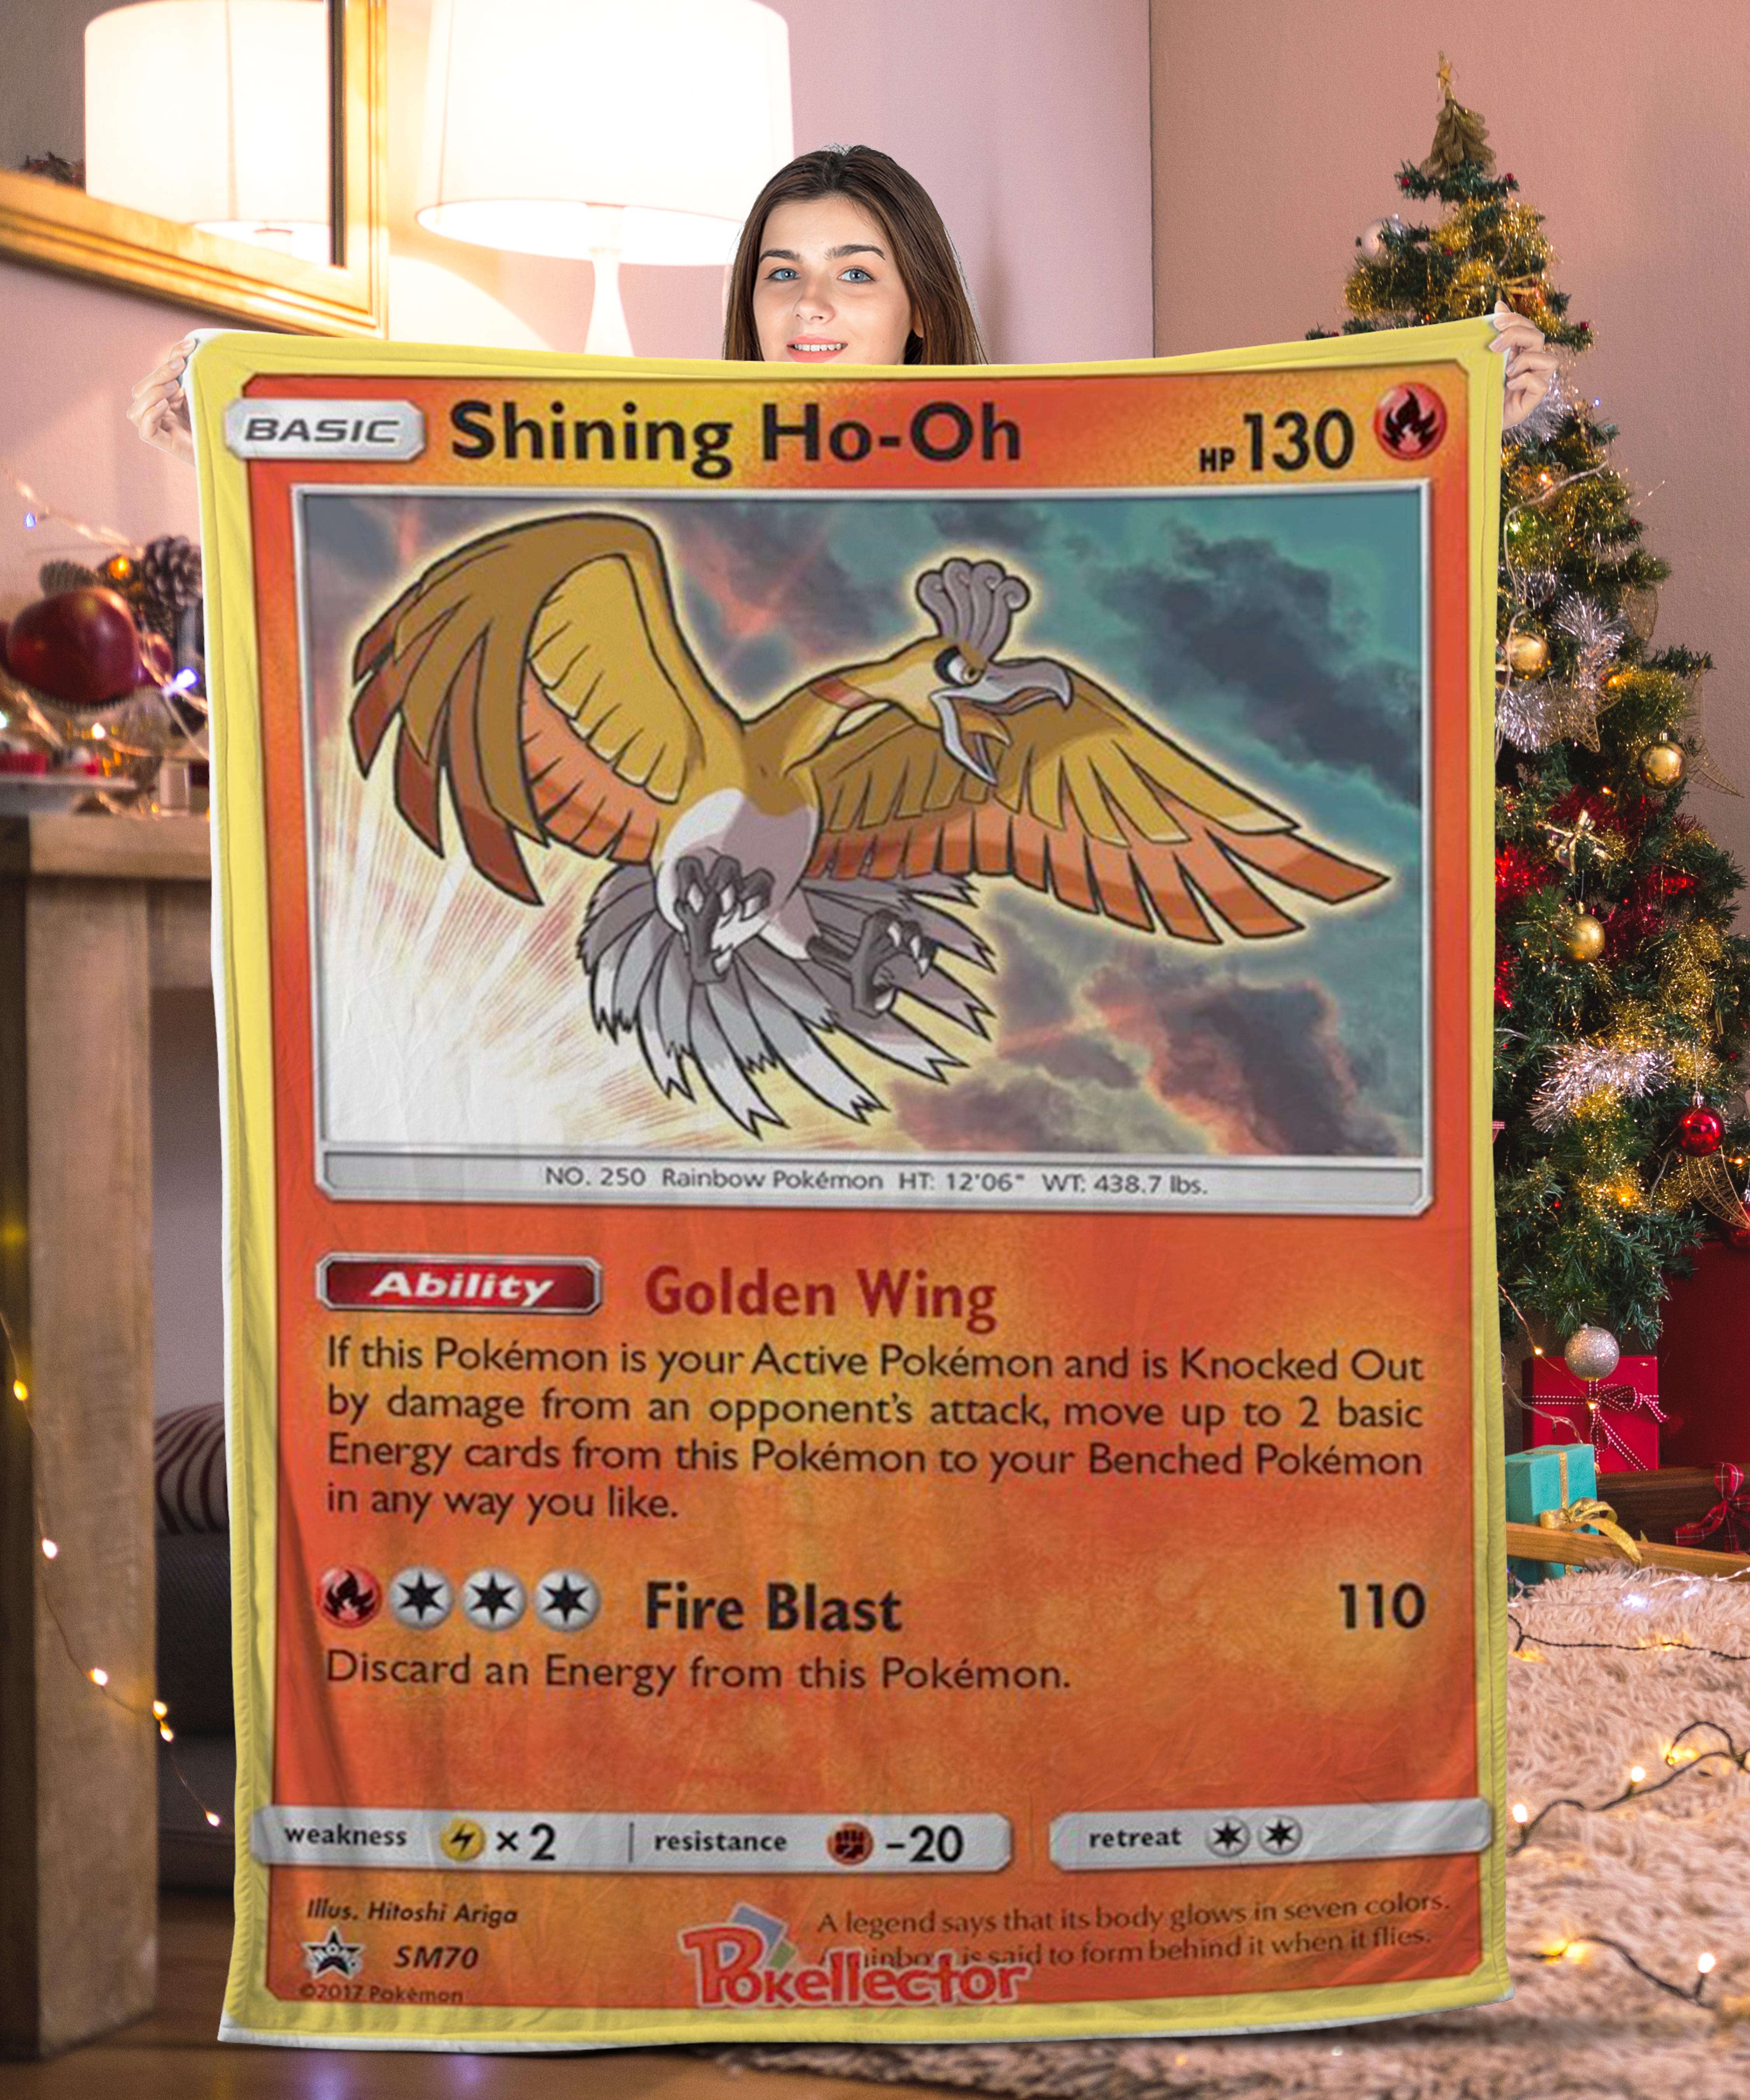 BASIC Shining Ho-Oh HP 130
NO. 250 Rainbow Pokémon HT: 12'06" WT: 438.7 lbs.
Ability Golden Wing
If this Pokémon is your Active Pokémon and is Knocked Out
by damage from an opponent's attack, move up to 2 basic
Energy cards from this Pokémon to your Benched Pokémon
in any way you like.
Fire Blast 110
Discard an Energy from this Pokémon.
weakness ×2 resistance -20 retreat
Illus. Hitoshi Ariga
SM70
©2017 Pokémon
Pokellector
A legend says that its body glows in seven colors.
is said to form behind it when it flies.